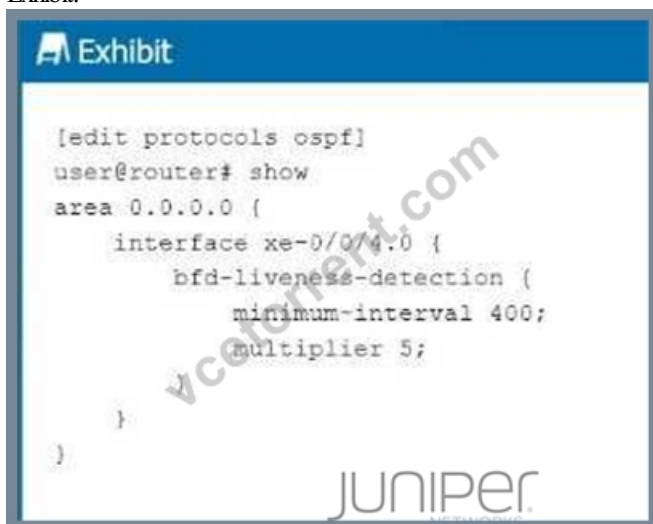 Exhibit
[edit protocols ospf]
user@router# show
area 0.0.0.0 {
interface xe-0/0/4.0 {
bfd-liveness-detection {
minimum-interval 400;
multiplier 5;
}
}
}
vcetorrent.com
JUNIPER
NETWORKS